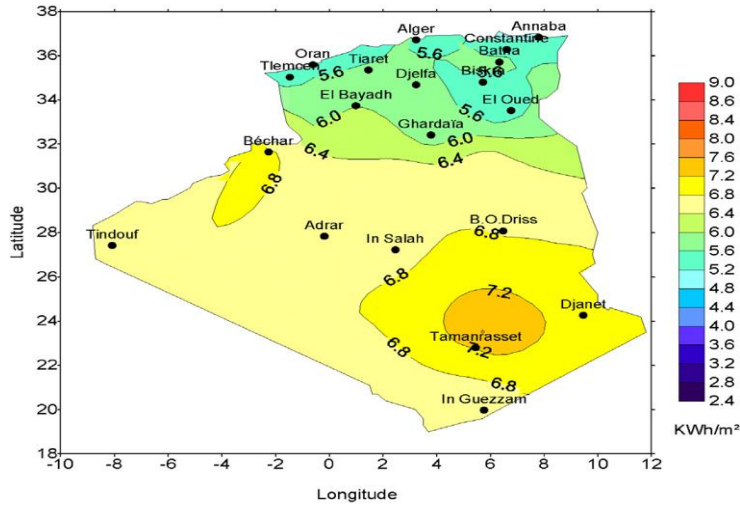 38
36
34
32
30
28
26
24
22
20
18
Latitude
Annaba
Alger
Constantine
Oran
Batna
Tlemcen
5.6
Tiaret
5.6
Djelfa
Biskra
5.6
El Bayadh
El Oued
6.0
5.6
Ghardaïa
6.0
Béchar
6.4
6.4
6.8
Tindouf
Adrar
In Salah
B.O.Driss
6.8
6.8
7.2
Djanet
Tamanrasset
6.8
7.2
6.8
In Guezzam
-10 -8 -6 -4 -2 0 2 4 6 8 10 12
Longitude
9.0
8.6
8.4
8.0
7.8
7.6
7.2
6.8
6.4
6.2
6.0
5.6
5.2
4.8
4.4
4.0
3.6
3.2
2.8
2.4
KWh/m²